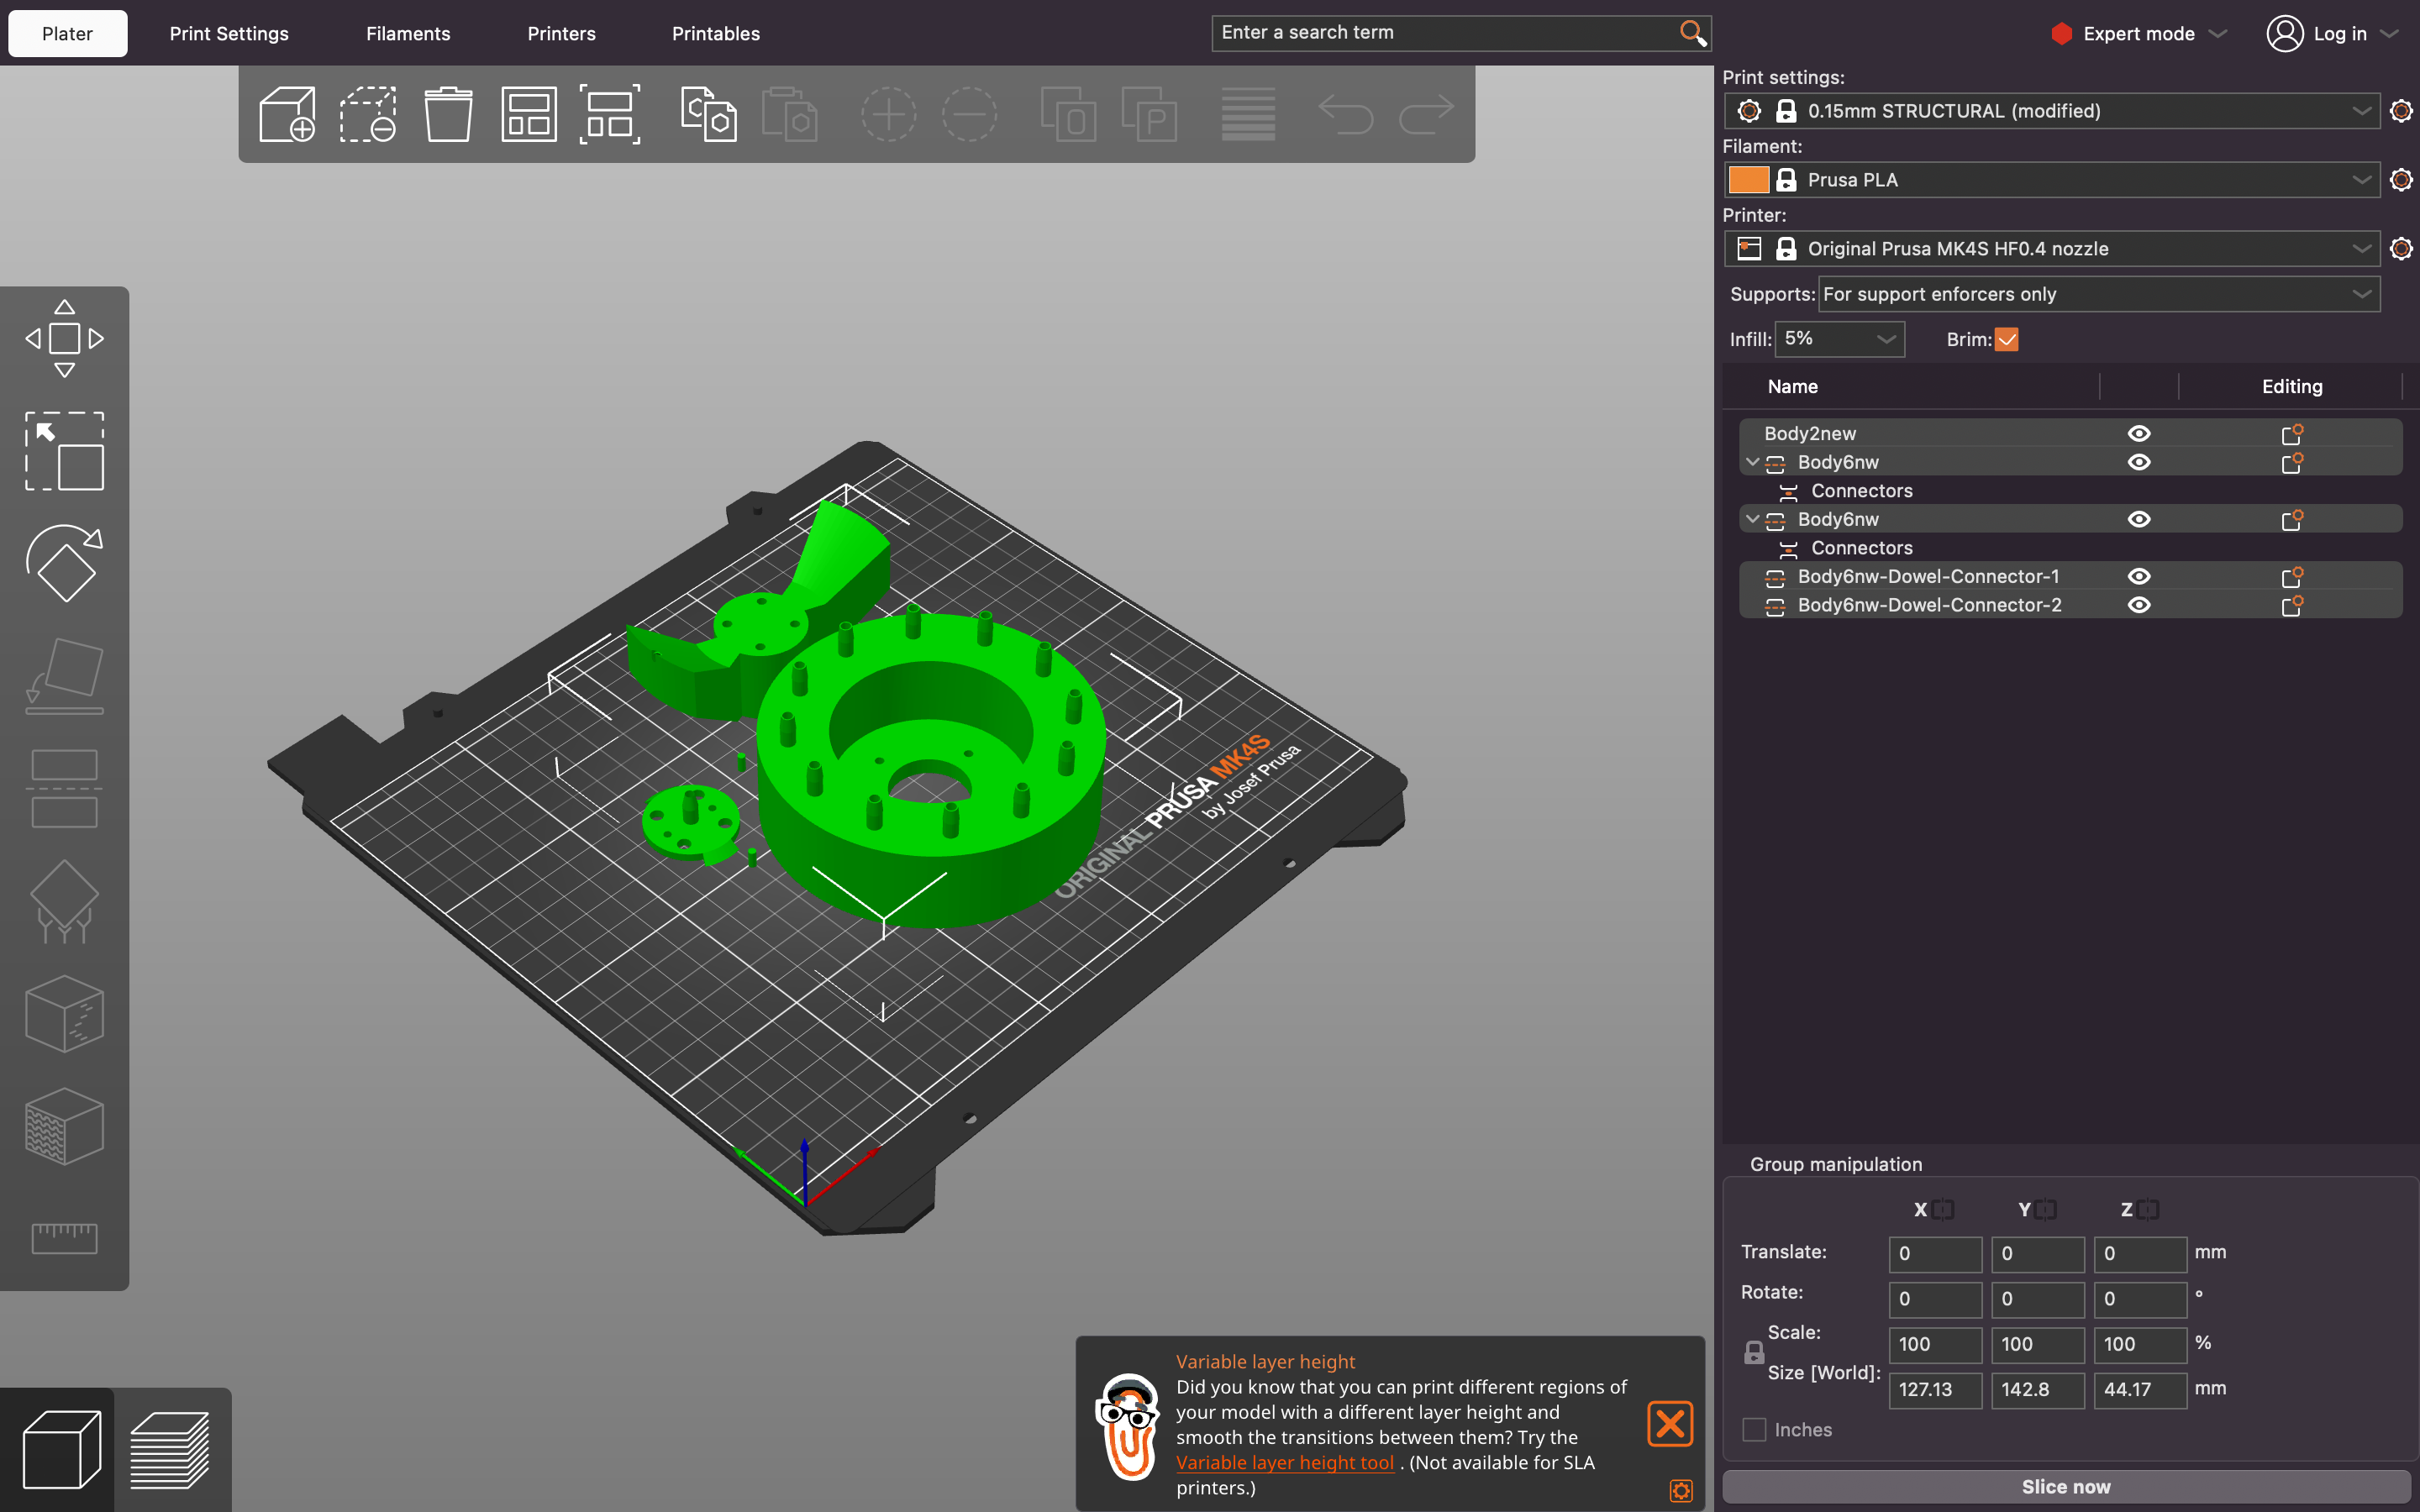 Plater
Print Settings
Filaments
Printers
Printables
Enter a search term
Expert mode
Log in
Print settings:
0.15mm STRUCTURAL (modified)
Filament:
Prusa PLA
Printer:
Original Prusa MK4S HF0.4 nozzle
Supports: For support enforcers only
Infill: 5% Brim:
Name Editing
Body2new
Body6nw
Connectors
Body6nw
Connectors
Body6nw-Dowel-Connector-1
Body6nw-Dowel-Connector-2
ORIGINAL PRUSA MK4S
by Josef Prusa
Group manipulation
X Y Z
Translate: 0 0 0 mm
Rotate: 0 0 0 °
Scale: 100 100 100 %
Size [World]: 127.13 142.8 44.17 mm
Inches
Slice now
Variable layer height
Did you know that you can print different regions of
your model with a different layer height and
smooth the transitions between them? Try the
Variable layer height tool . (Not available for SLA
printers.)